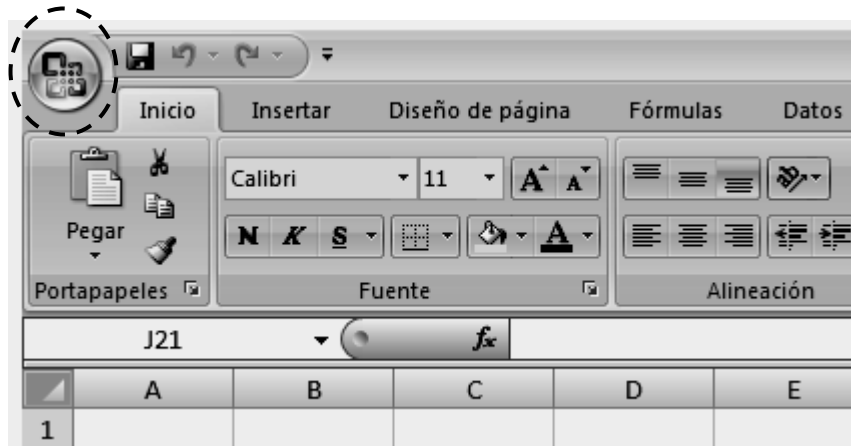 Inicio Insertar Diseño de página Fórmulas Datos
Calibri 11 A A
Pegar
N K S A
Portapapeles Fuente Alineación
J21 fx
A B C D E
1